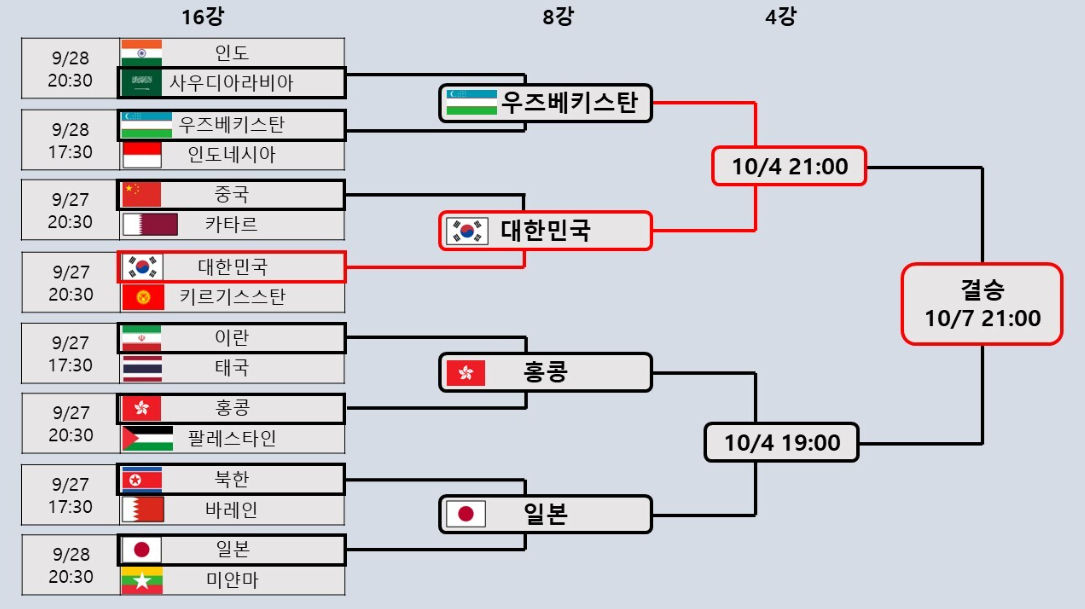 16강
8강
4강
9/28
20:30
인도
사우디아라비아
9/28
17:30
우즈베키스탄
인도네시아
9/27
20:30
중국
카타르
9/27
20:30
대한민국
키르기스스탄
9/27
17:30
이란
태국
9/27
20:30
홍콩
팔레스타인
9/27
17:30
북한
바레인
9/28
20:30
일본
미얀마
우즈베키스탄
대한민국
홍콩
일본
10/4 21:00
10/4 19:00
결승
10/7 21:00